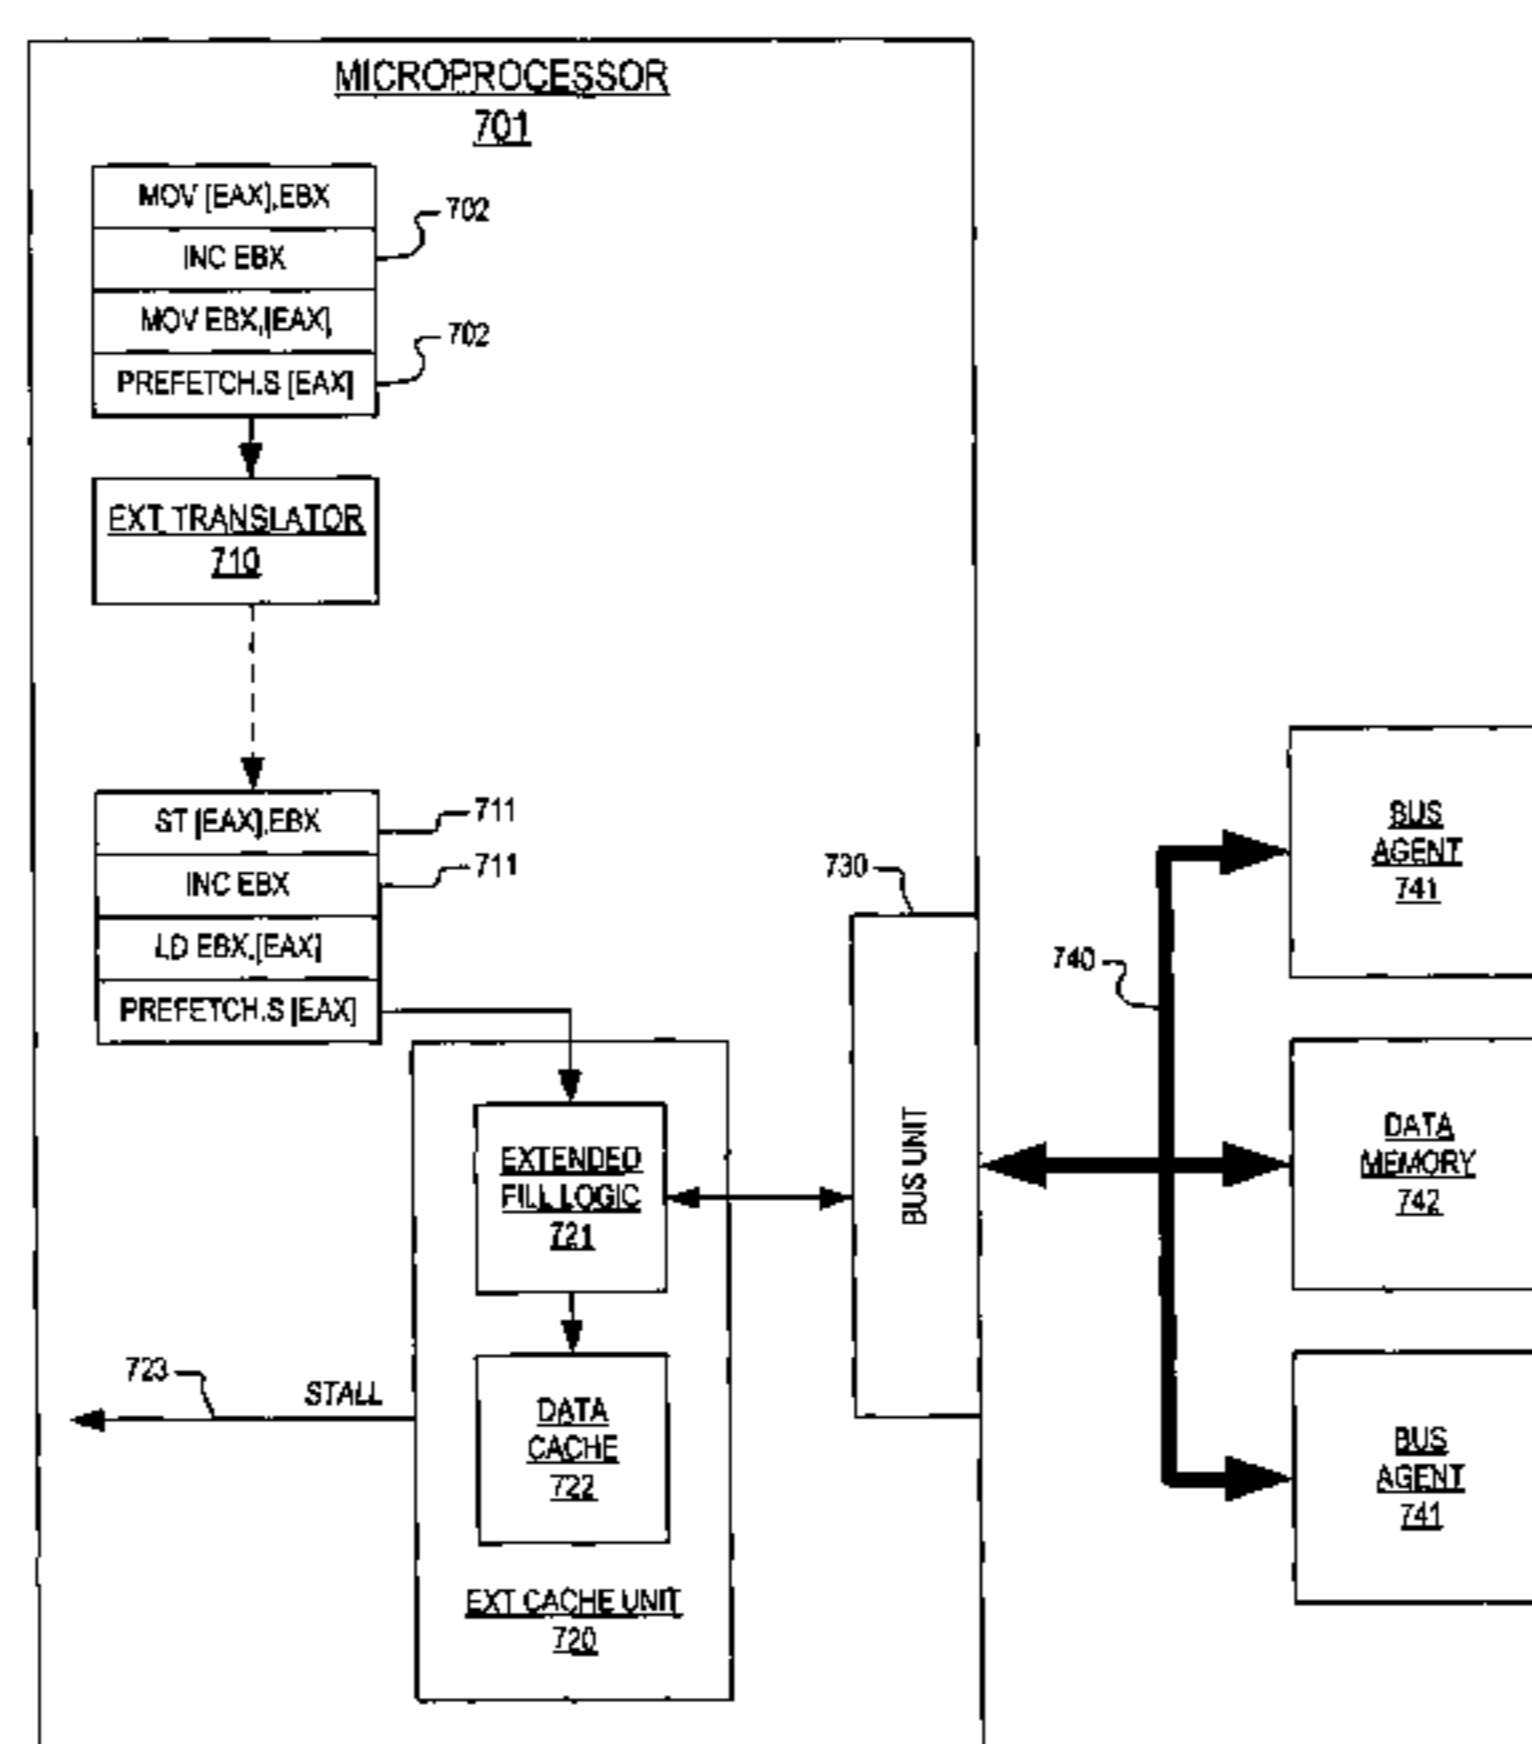 MICROPROCESSOR
701
MOV [EAX],EBX
702
INC EBX
MOV EBX,[EAX],
702
PREFETCH.S [EAX]
EXT TRANSLATOR
710
ST [EAX],EBX
711
INC EBX
711
LD EBX,[EAX]
PREFETCH.S [EAX]
730
BUS UNIT
EXTENDED
FILL LOGIC
721
723
STALL
DATA
CACHE
722
EXT CACHE UNIT
720
740
BUS
AGENT
741
DATA
MEMORY
742
BUS
AGENT
741